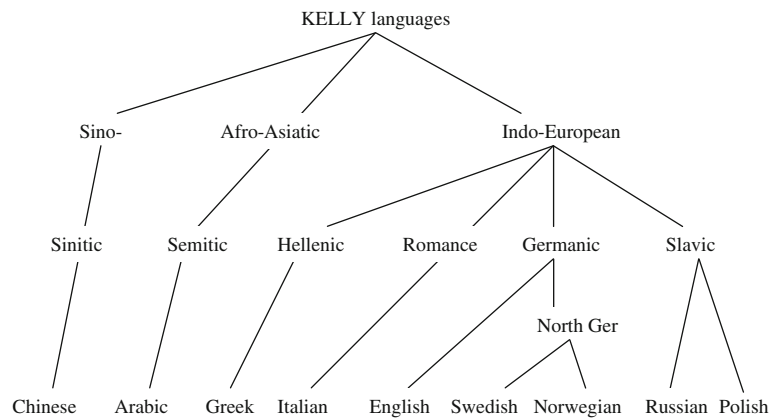 KELLY languages
Sino- Afro-Asiatic Indo-European
Sinitic Semitic Hellenic Romance Germanic Slavic
North Ger
Chinese Arabic Greek Italian English Swedish Norwegian Russian Polish